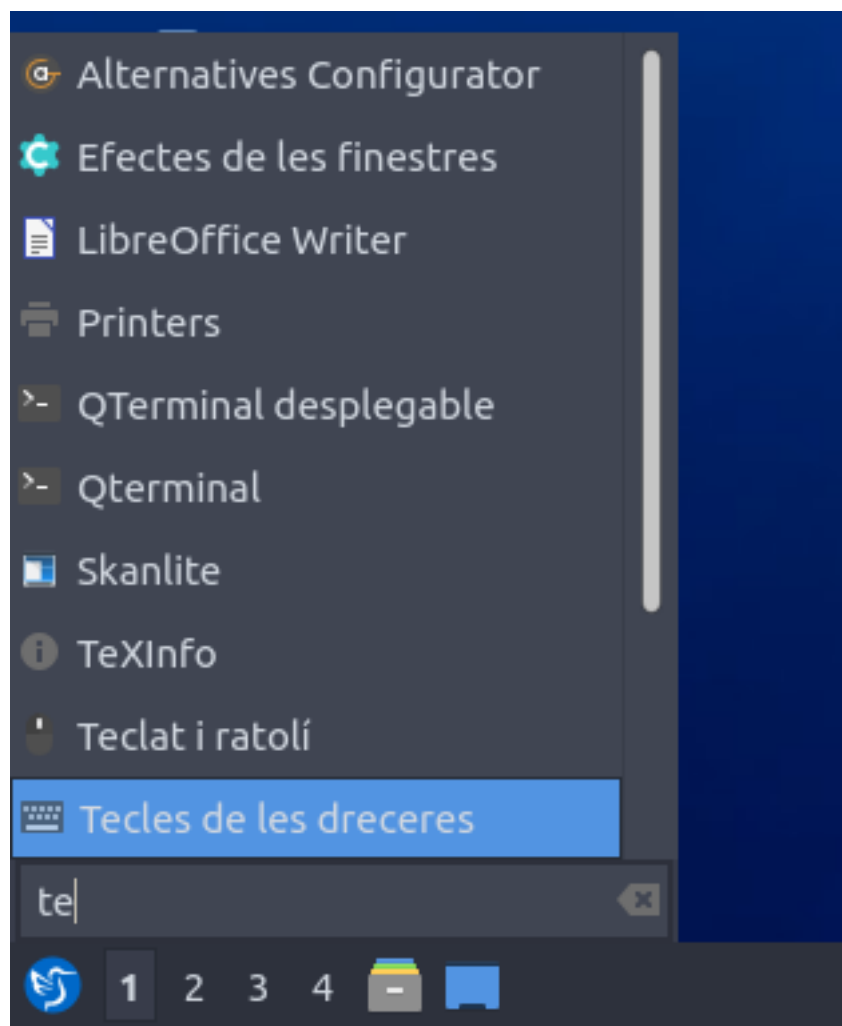 Alternatives Configurator
Efectes de les finestres
LibreOffice Writer
Printers
QTerminal desplegable
Qterminal
Skanlite
TeXInfo
Teclat i ratolí
Tecles de les dreceres
te
1 2 3 4